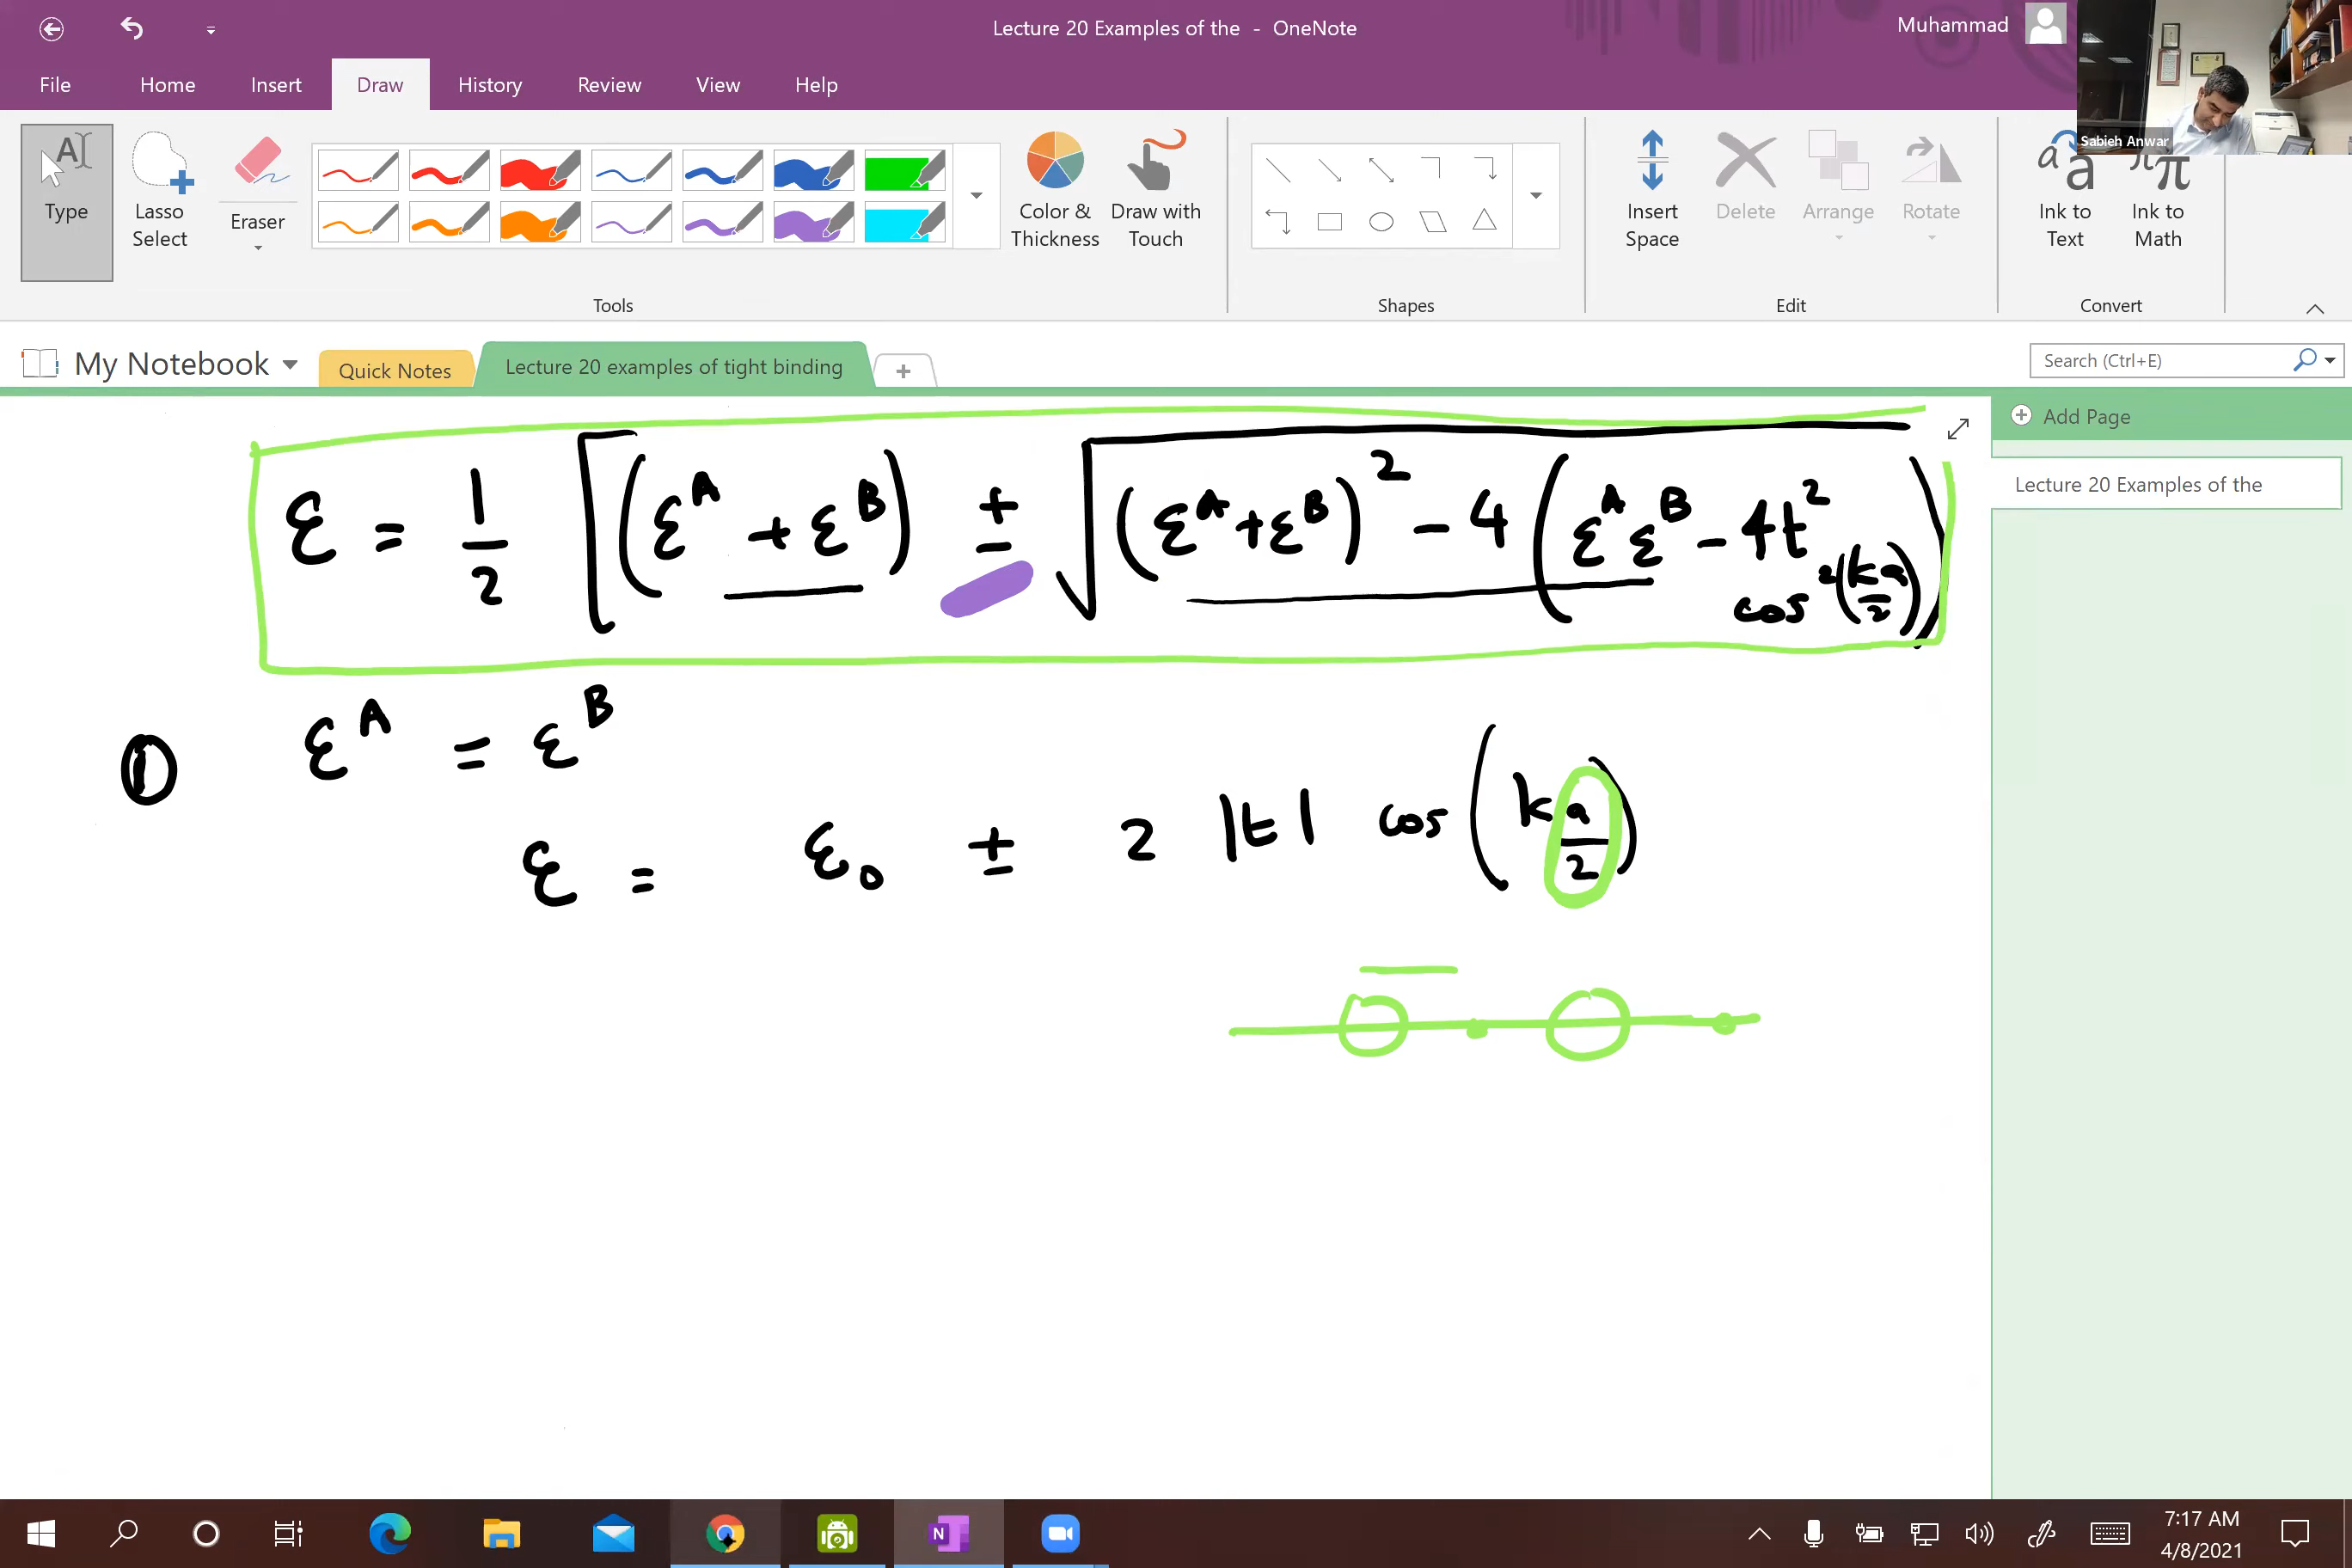 Lecture 20 Examples of the - OneNote
Muhammad
File Home Insert Draw History Review View Help
Sabieh Anwar
Type
Lasso Select
Eraser
Color & Thickness
Draw with Touch
Insert Space
Delete
Arrange
Rotate
Ink to Text
Ink to Math
Tools
Shapes
Edit
Convert
My Notebook
Quick Notes
Lecture 20 examples of tight binding
Search (Ctrl+E)
Add Page
Lecture 20 Examples of the
ε = 1/2 [(ε^A + ε^B) ± √((ε^A + ε^B)^2 − 4(ε^A ε^B − 4t^2 cos^2(ka/2))
① ε^A = ε^B
ε = ε₀ ± 2 |t| cos(k a/2)
7:17 AM
4/8/2021